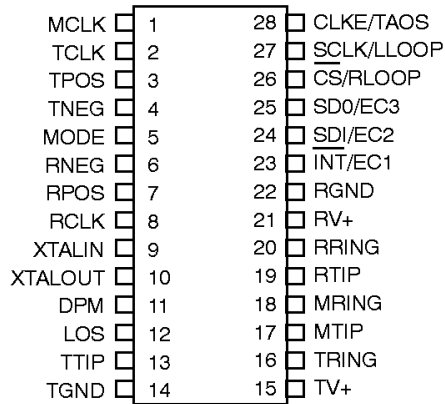 MCLK 1 28 CLKE/TAOS
TCLK 2 27 SCLK/LLOOP
TPOS 3 26 CS/RLOOP
TNEG 4 25 SD0/EC3
MODE 5 24 SDI/EC2
RNEG 6 23 INT/EC1
RPOS 7 22 RGND
RCLK 8 21 RV+
XTALIN 9 20 RRING
XTALOUT 10 19 RTIP
DPM 11 18 MRING
LOS 12 17 MTIP
TTIP 13 16 TRING
TGND 14 15 TV+